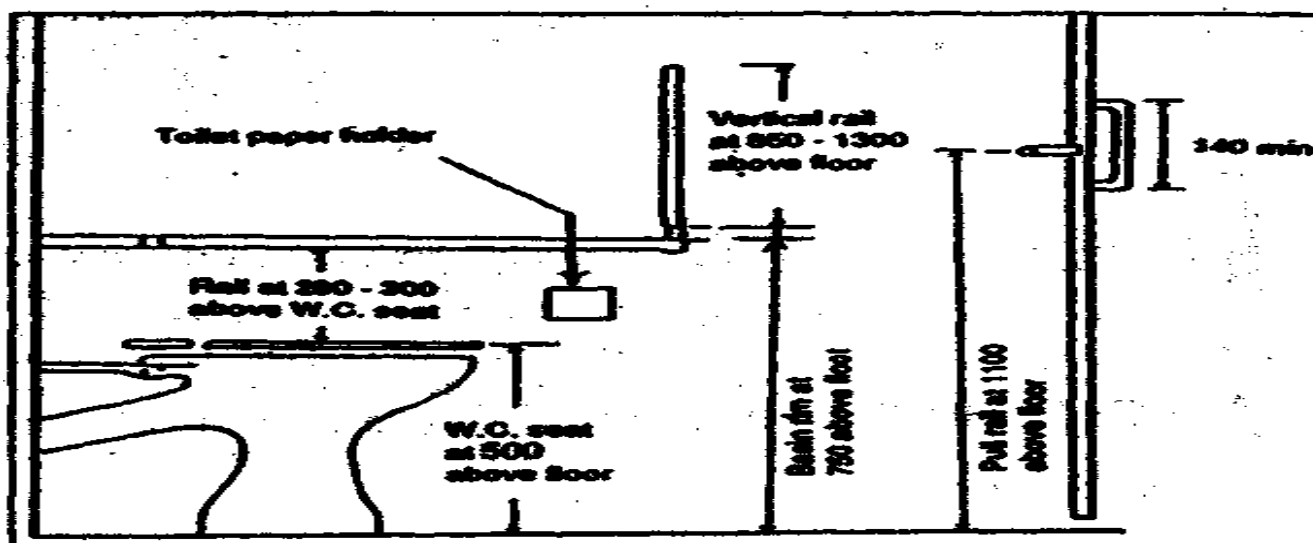 Toilet paper holder
Vertical rail
at 850 - 1300
above floor
340 min
Rail at 280 - 300
above W.C. seat
W.C. seat
at 500
above floor
Basin rim at
750 above floor
Pull rail at 1100
above floor